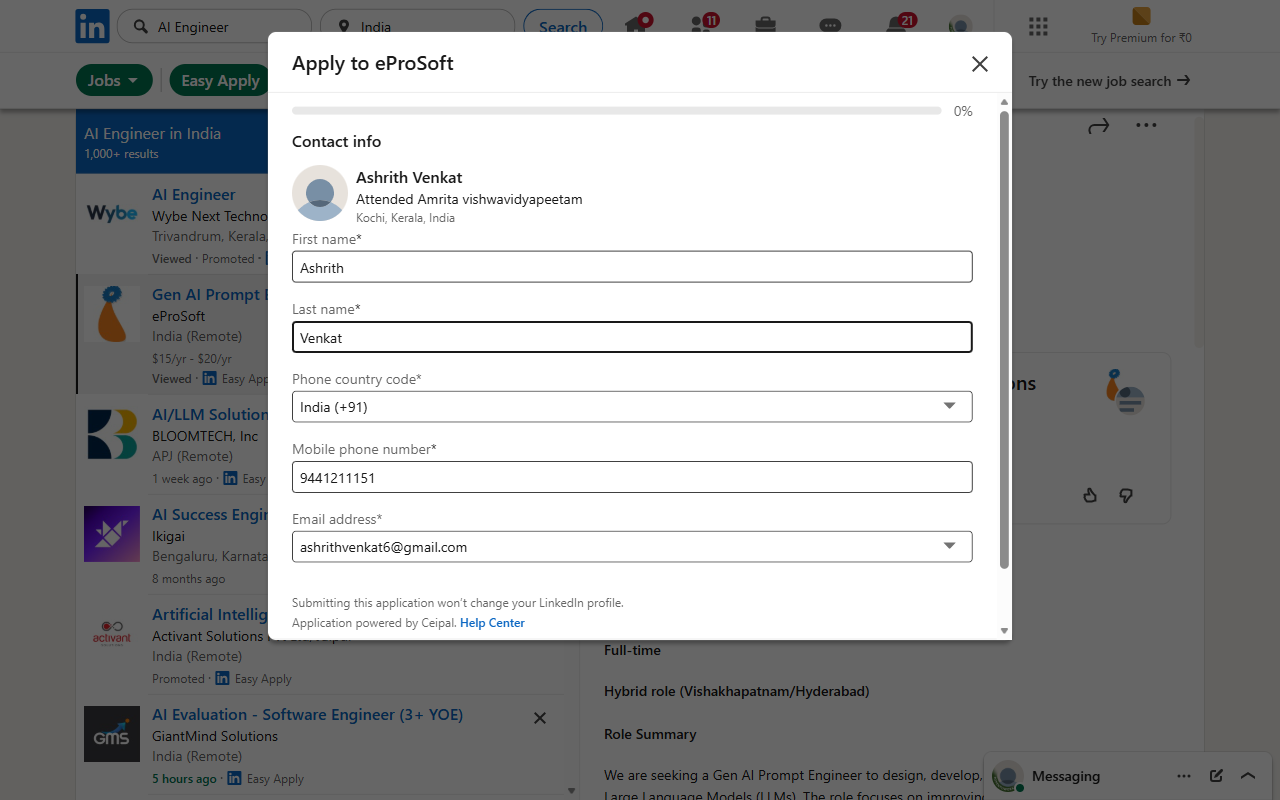 in
AI Engineer
India
Search
11
21
Try Premium for ₹0
Jobs
Easy Apply
Try the new job search
Apply to eProSoft
0%
Contact info
Ashrith Venkat
Attended Amrita vishwavidyapeetam
Kochi, Kerala, India
First name*
Ashrith
Last name*
Venkat
Phone country code*
India (+91)
Mobile phone number*
9441211151
Email address*
ashrithvenkat6@gmail.com
Submitting this application won't change your LinkedIn profile.
Application powered by Ceipal. Help Center
AI Engineer in India
1,000+ results
Wybe
AI Engineer
Wybe Next Techno
Trivandrum, Kerala,
Viewed · Promoted ·
Gen AI Prompt
eProSoft
India (Remote)
$15/yr - $20/yr
Viewed · in Easy App
AI/LLM Solution
BLOOMTECH, Inc
APJ (Remote)
1 week ago · in Easy
AI Success Engi
Ikigai
Bengaluru, Karnata
8 months ago
activant
Artificial Intellig
Activant Solutions
India (Remote)
Promoted · in Easy Apply
GMS
AI Evaluation - Software Engineer (3+ YOE)
GiantMind Solutions
India (Remote)
5 hours ago · in Easy Apply
ons
Full-time
Hybrid role (Vishakhapatnam/Hyderabad)
Role Summary
We are seeking a Gen AI Prompt Engineer to design, develop,
Large Language Models (LLMs). The role focuses on improving
Messaging